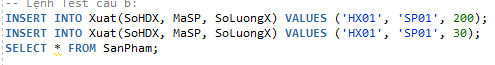 -- Lệnh Test câu b:
INSERT INTO Xuat(SoHDX, MaSP, SoLuongX) VALUES ('HX01', 'SP01', 200);
INSERT INTO Xuat(SoHDX, MaSP, SoLuongX) VALUES ('HX01', 'SP01', 30);
SELECT * FROM SanPham;